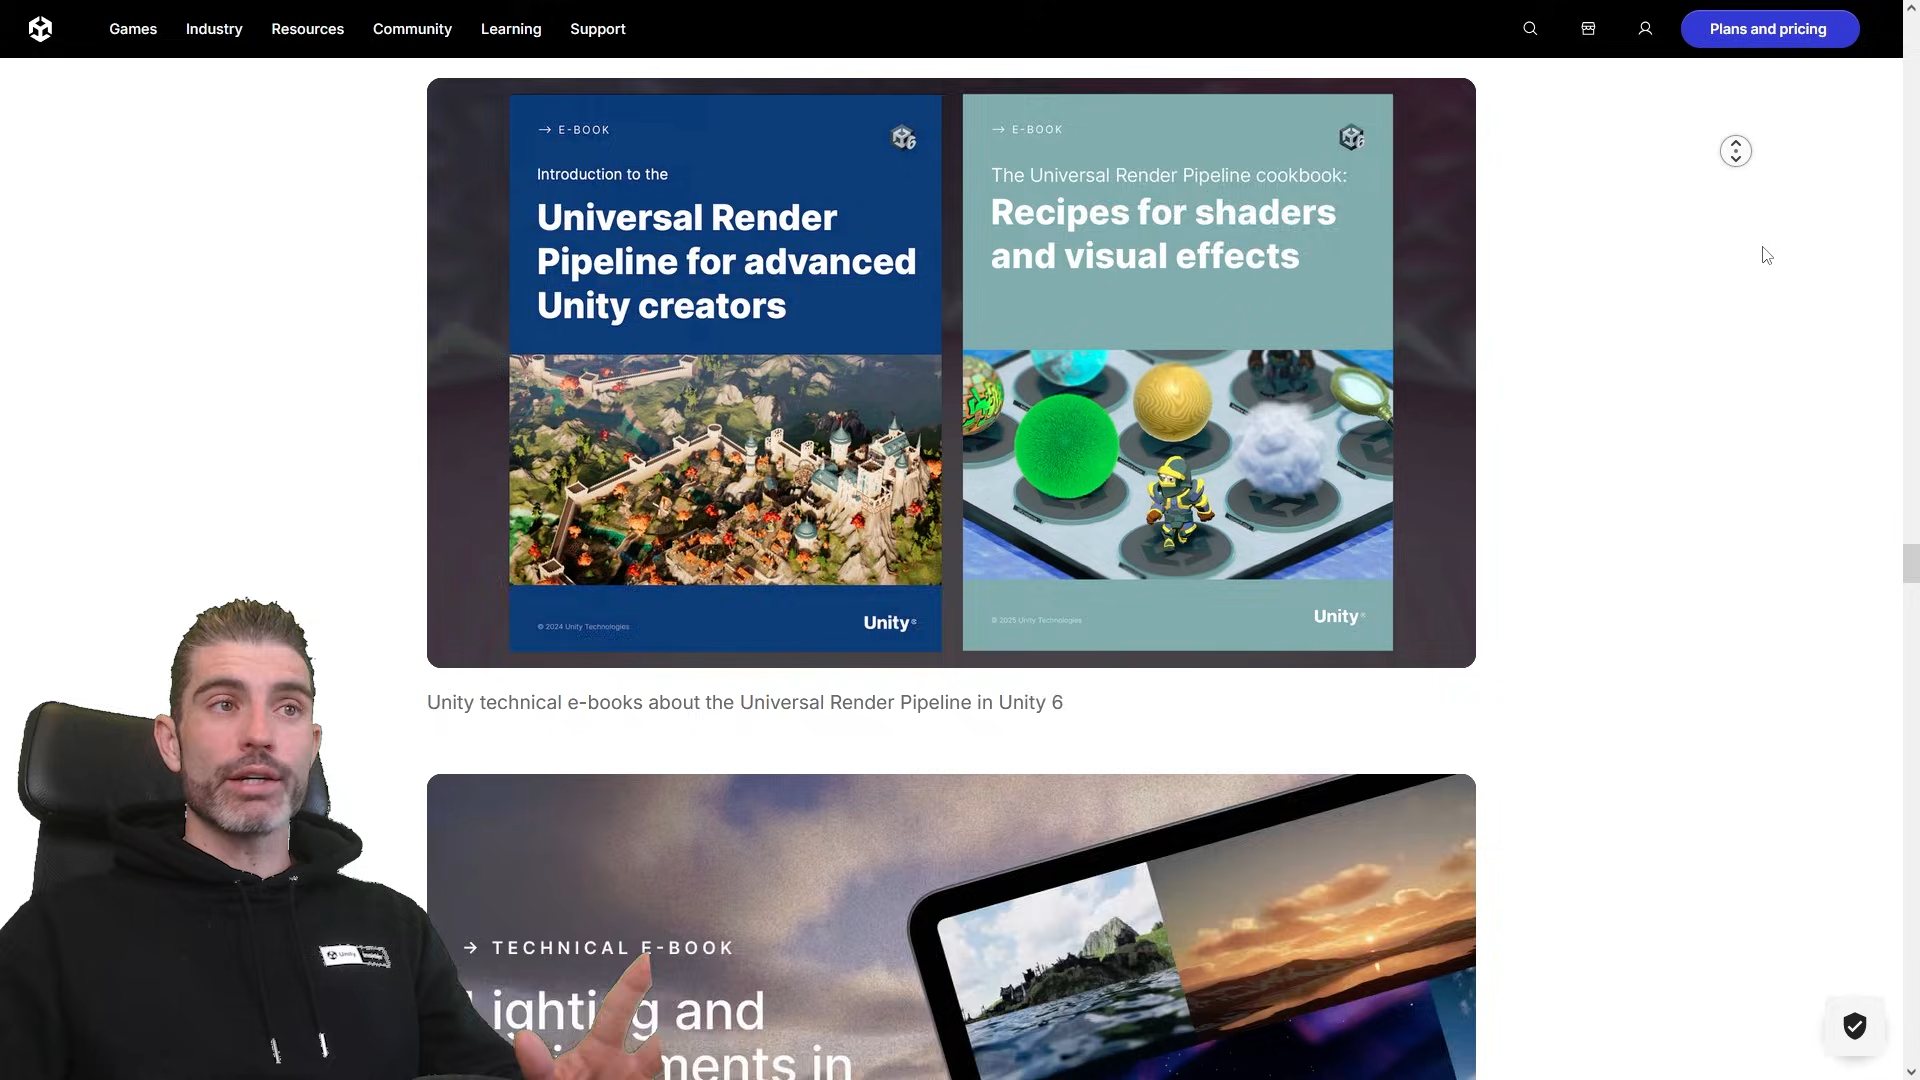 Games Industry Resources Community Learning Support Plans and pricing
→ E-BOOK
Introduction to the
Universal Render
Pipeline for advanced
Unity creators
© 2024 Unity Technologies
Unity
→ E-BOOK
The Universal Render Pipeline cookbook:
Recipes for shaders
and visual effects
© 2025 Unity Technologies
Unity
Unity technical e-books about the Universal Render Pipeline in Unity 6
→ TECHNICAL E-BOOK
Lighting and
ments in